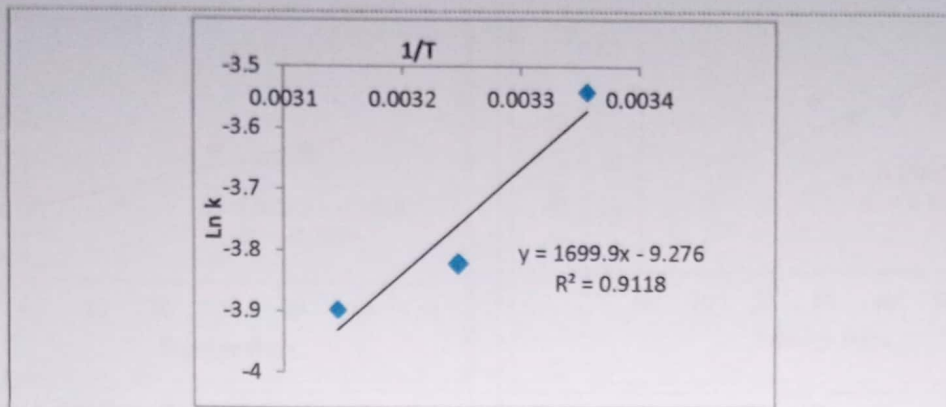 1/T
-3.5
0.0031 0.0032 0.0033 0.0034
-3.6
-3.7
Ln k
-3.8
y = 1699.9x - 9.276
R² = 0.9118
-3.9
-4